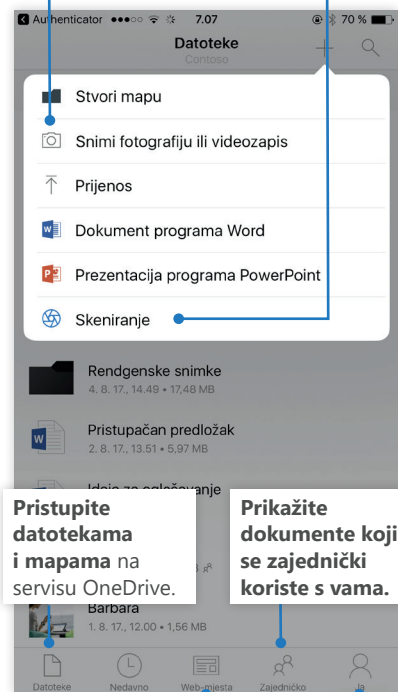 Authenticator 7.07 70 %
Datoteke
Contoso
Stvori mapu
Snimi fotografiju ili videozapis
Prijenos
Dokument programa Word
Prezentacija programa PowerPoint
Skeniranje
Rendgenske snimke
4. 8. 17., 14.49 • 17,48 MB
Pristupačan predložak
2. 8. 17., 13.51 • 5,97 MB
Pristupite
datotekama
i mapama na
servisu OneDrive.
Prikažite
dokumente koji
se zajednički
koriste s vama.
Barbara
1. 8. 17., 12.00 • 1,56 MB
Datoteke Nedavno Web-mjesta Zajedničko Ja